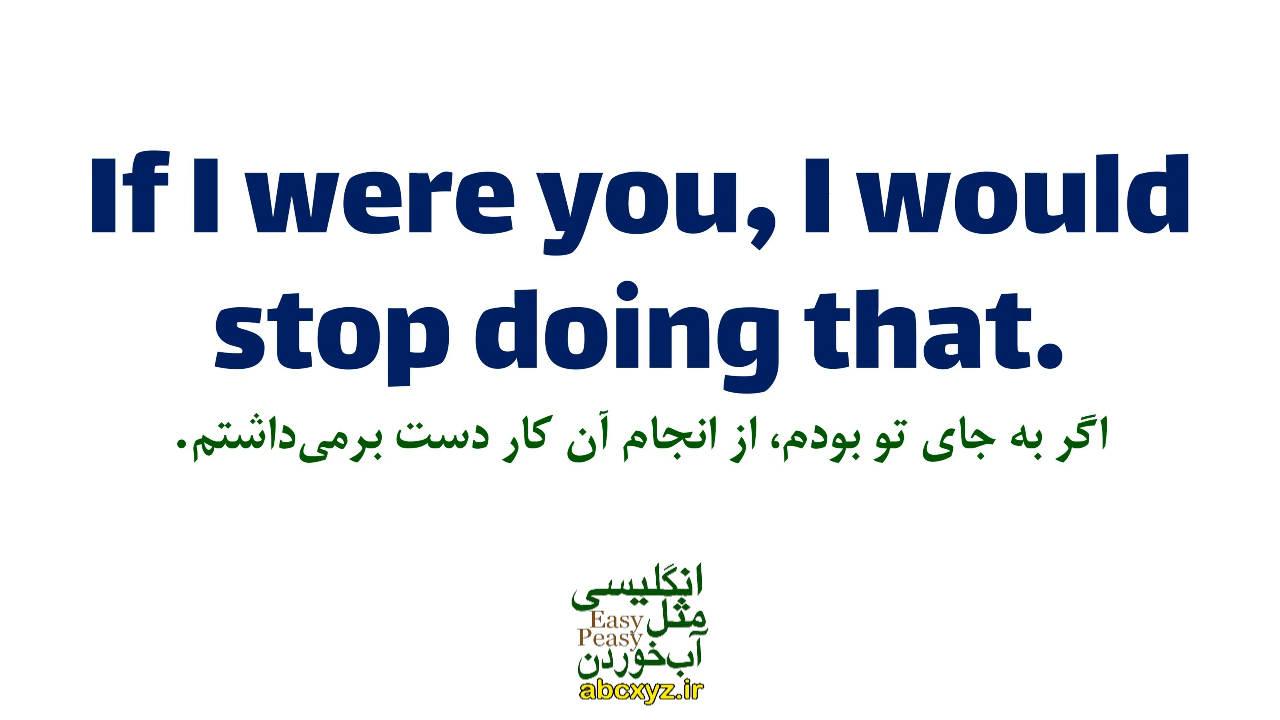 If I were you, I would
stop doing that.
اگر به جای تو بودم، از انجام آن کار دست برمی‌داشتم.
انگلیسی
مثل
Easy
Peasy
آب‌خوردن
abcxyz.ir